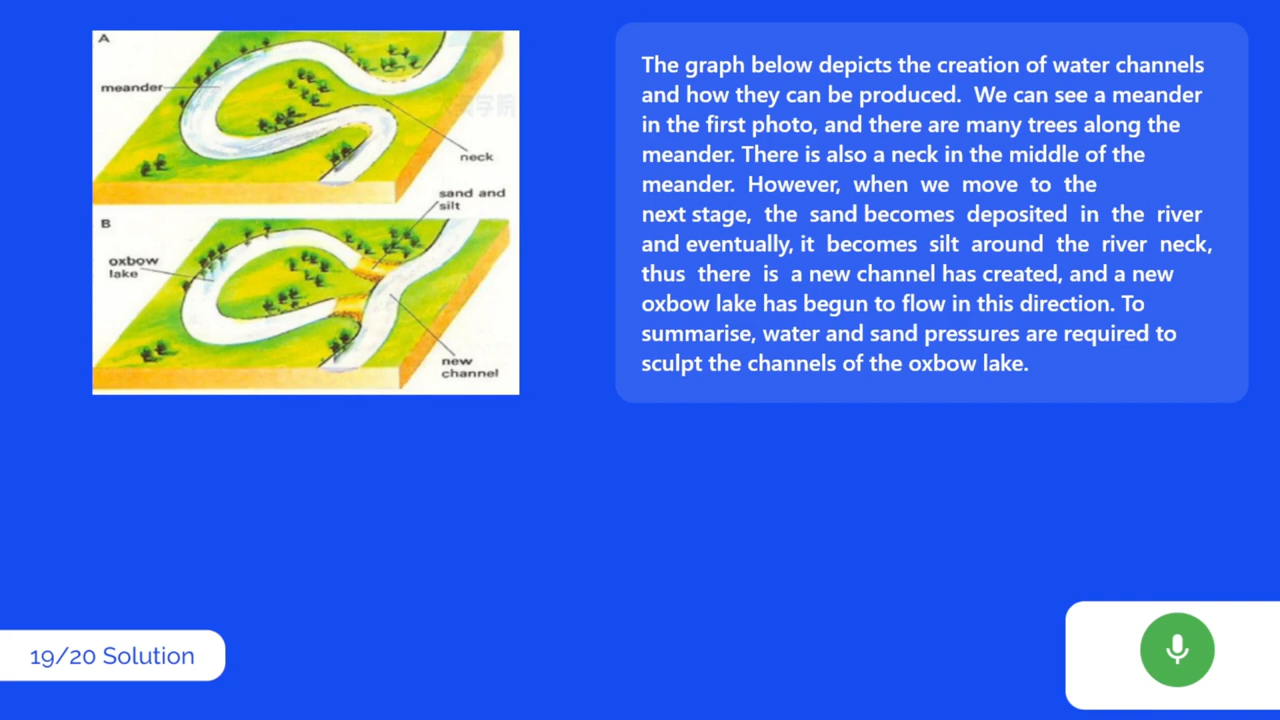 A
meander
neck
sand and
silt
B
oxbow
lake
new
channel
The graph below depicts the creation of water channels
and how they can be produced.  We can see a meander
in the first photo, and there are many trees along the
meander. There is also a neck in the middle of the
meander.  However,  when  we  move  to  the
next stage,  the  sand becomes  deposited  in  the  river
and eventually, it  becomes  silt  around  the  river  neck,
thus  there  is  a new channel has created, and a new
oxbow lake has begun to flow in this direction. To
summarise, water and sand pressures are required to
sculpt the channels of the oxbow lake.
19/20 Solution